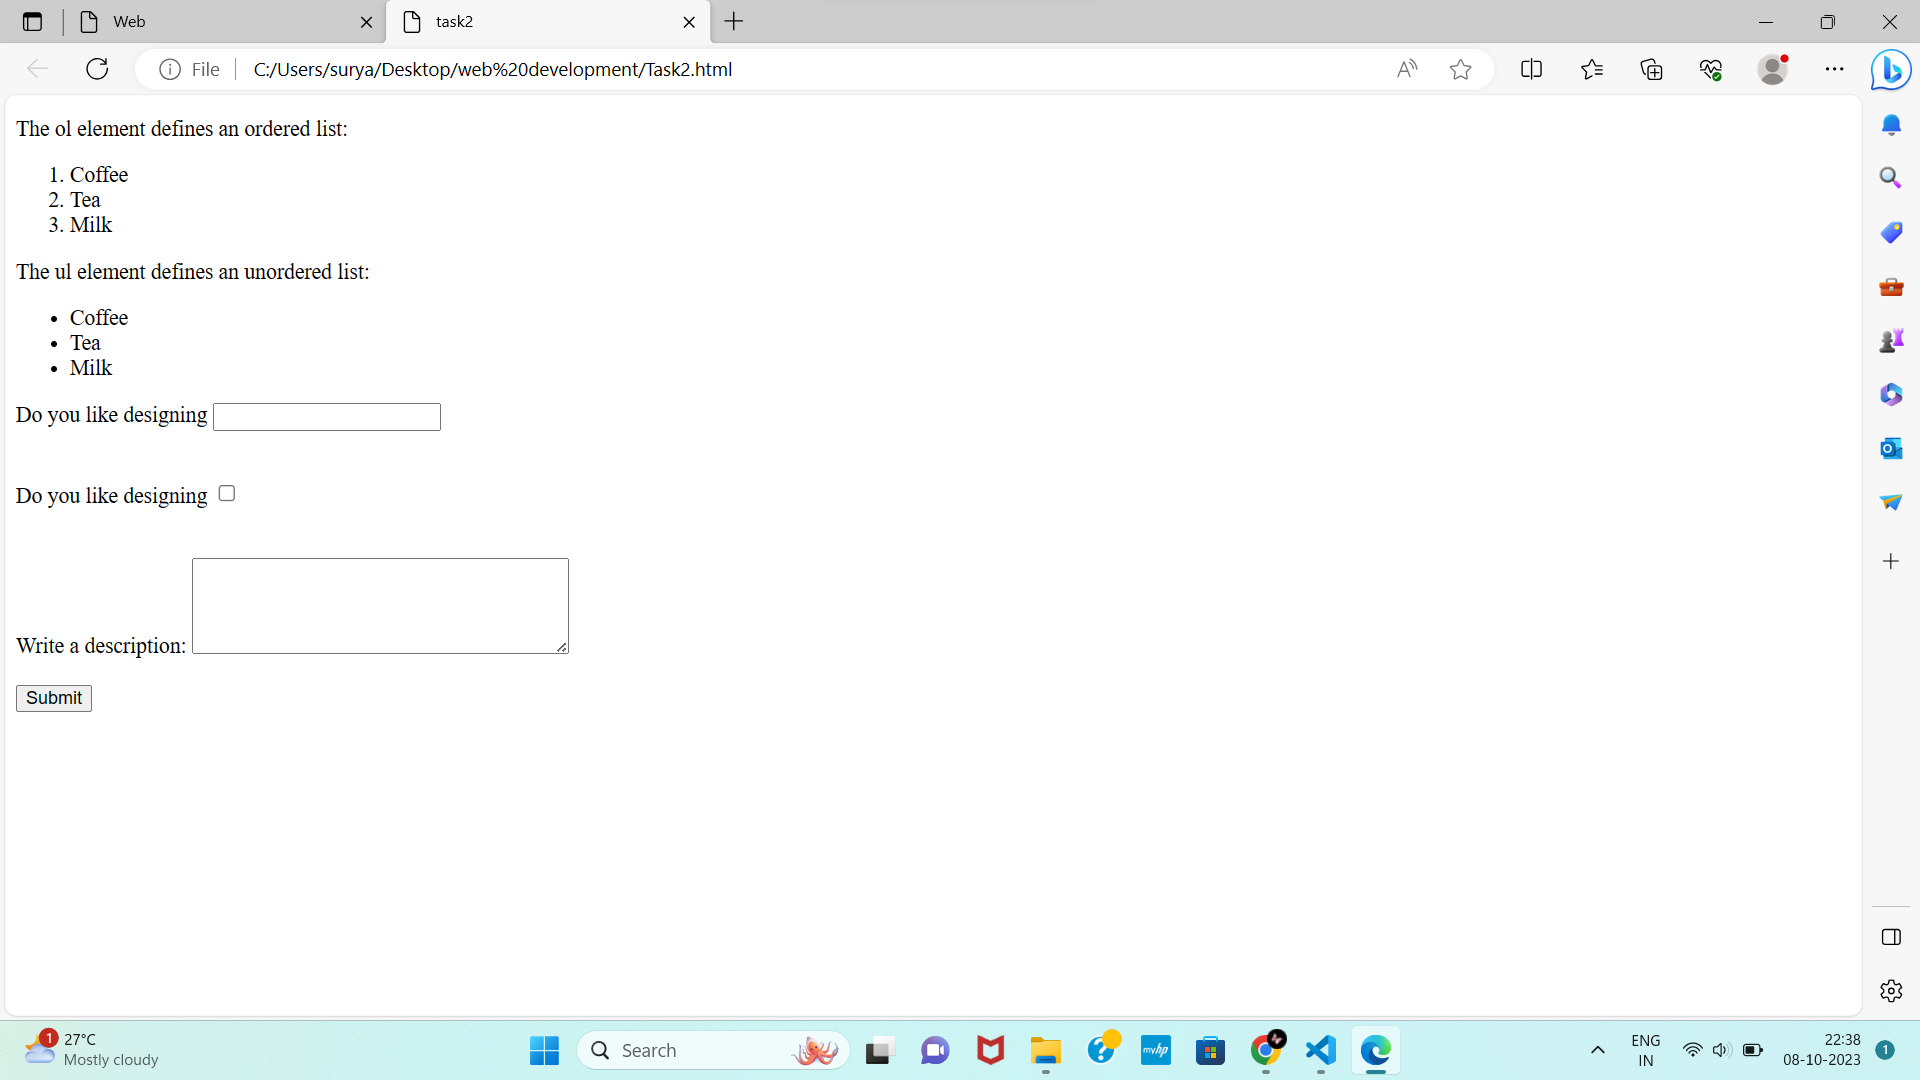 Web
task2
File
C:/Users/surya/Desktop/web%20development/Task2.html
The ol element defines an ordered list:
1. Coffee
2. Tea
3. Milk
The ul element defines an unordered list:
• Coffee
• Tea
• Milk
Do you like designing
Do you like designing
Write a description:
Submit
1
27°C
Mostly cloudy
Search
myhp
ENG
IN
22:38
08-10-2023
1